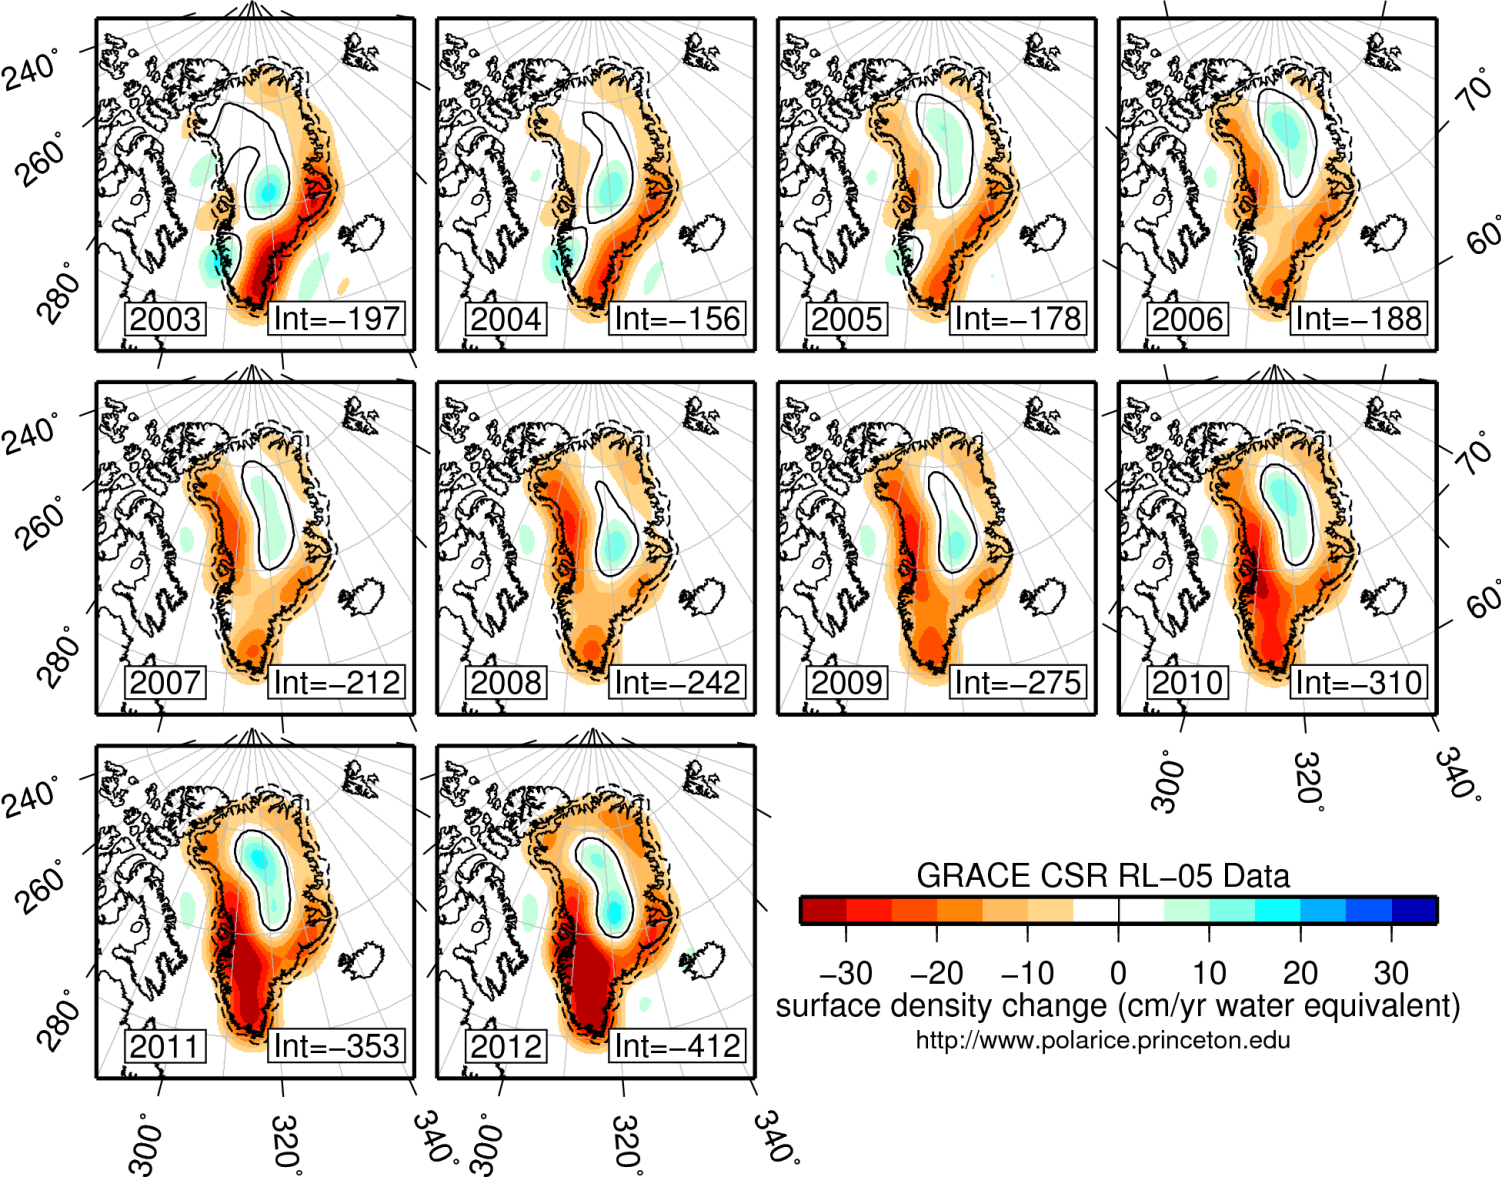 240°
260°
280°
2003
Int=−197
2004
Int=−156
2005
Int=−178
2006
Int=−188
70°
60°
240°
260°
280°
2007
Int=−212
2008
Int=−242
2009
Int=−275
2010
Int=−310
70°
60°
300°
320°
340°
240°
260°
280°
2011
Int=−353
2012
Int=−412
300°
320°
340°
300°
320°
340°
GRACE CSR RL−05 Data
−30 −20 −10 0 10 20 30
surface density change (cm/yr water equivalent)
http://www.polarice.princeton.edu